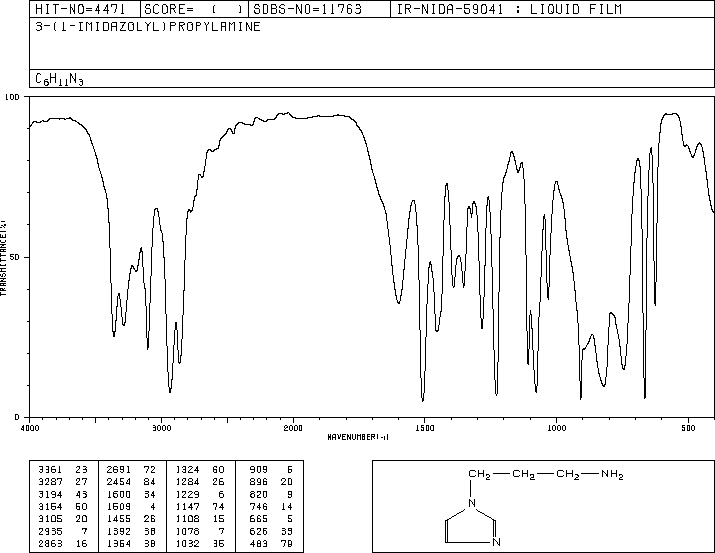 HIT-NO=4471 SCORE= ( ) SDBS-NO=11763 IR-NIDA-59041 : LIQUID FILM
3-(1-IMIDAZOLYL)PROPYLAMINE
C6H11N3
100
50
0
TRANSMITTANCE(%)
4000 3000 2000 1500 1000 500
WAVENUMBER(-1)
3361 23 2691 72 1324 60 909 5
3287 27 2454 84 1284 26 896 20
3194 43 1600 34 1229 6 820 9
3154 50 1509 4 1147 74 746 14
3105 20 1455 26 1108 15 665 5
2935 7 1392 38 1078 7 626 33
2863 16 1354 38 1032 35 483 79
CH2—CH2—CH2—NH2
N
N